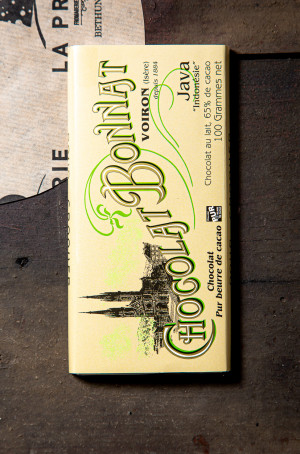 CHOCOLAT BONNAT
VOIRON (Isère)
depuis 1884
Java
"Indonésie"
Chocolat au lait, 65% de cacao
100 Grammes net
Chocolat
Pur beurre de cacao
PUR
LA PR
RIE
BETHUN